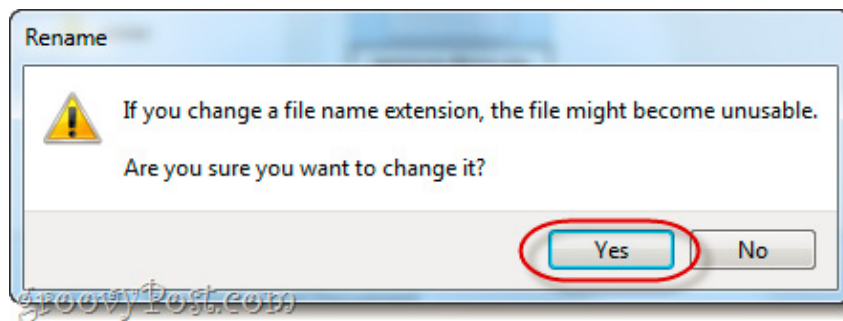 Rename
If you change a file name extension, the file might become unusable.
Are you sure you want to change it?
Yes No
groovyPost.com